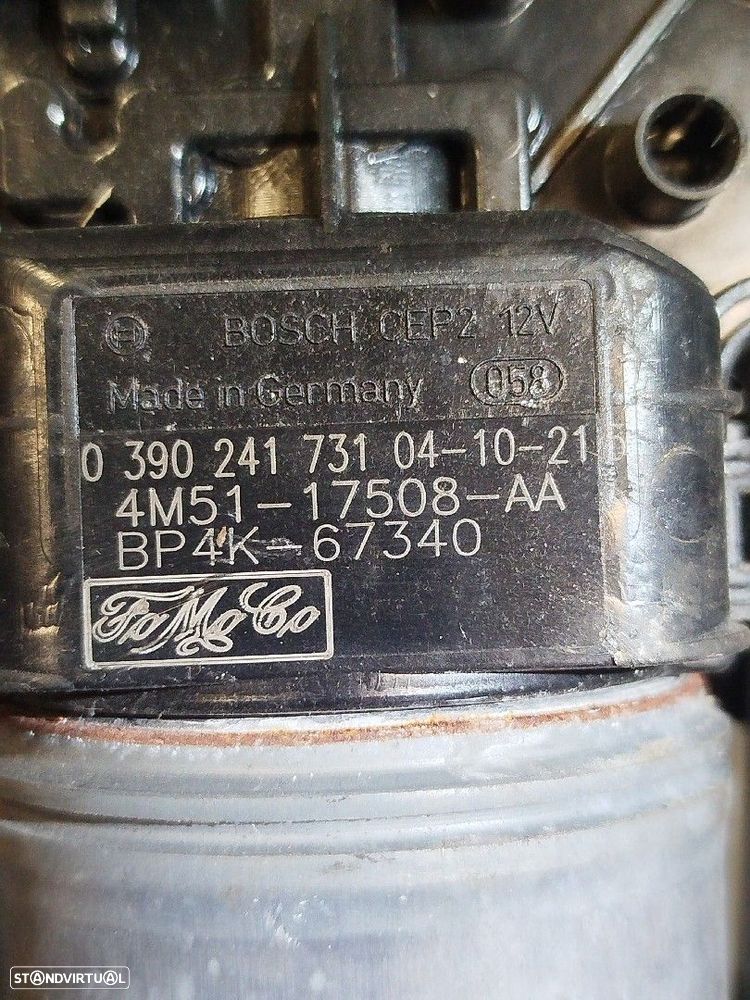 BOSCH CEP2 12V
Made in Germany 058
0 390 241 731 04-10-21
4M51-17508-AA
BP4K-67340
FoMoCo
STANDVIRTUAL